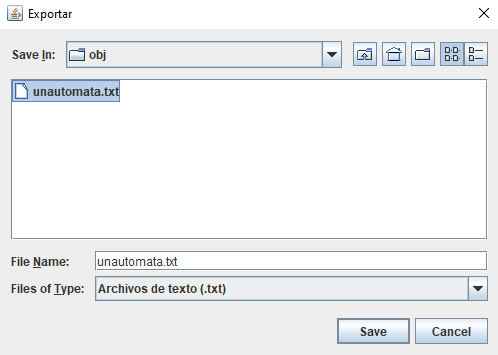 Exportar
Save In: obj
unautomata.txt
File Name: unautomata.txt
Files of Type: Archivos de texto (.txt)
Save Cancel